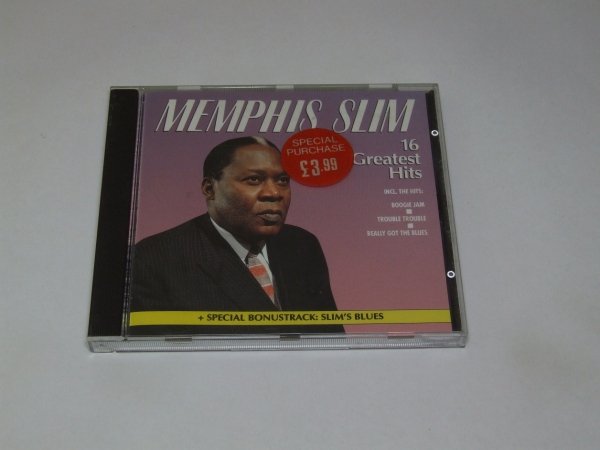 MEMPHIS SLIM
SPECIAL
PURCHASE
£3.99
16
Greatest
Hits
INCL. THE HITS:
BOOGIE JAM
TROUBLE TROUBLE
REALLY GOT THE BLUES
+ SPECIAL BONUSTRACK: SLIM'S BLUES